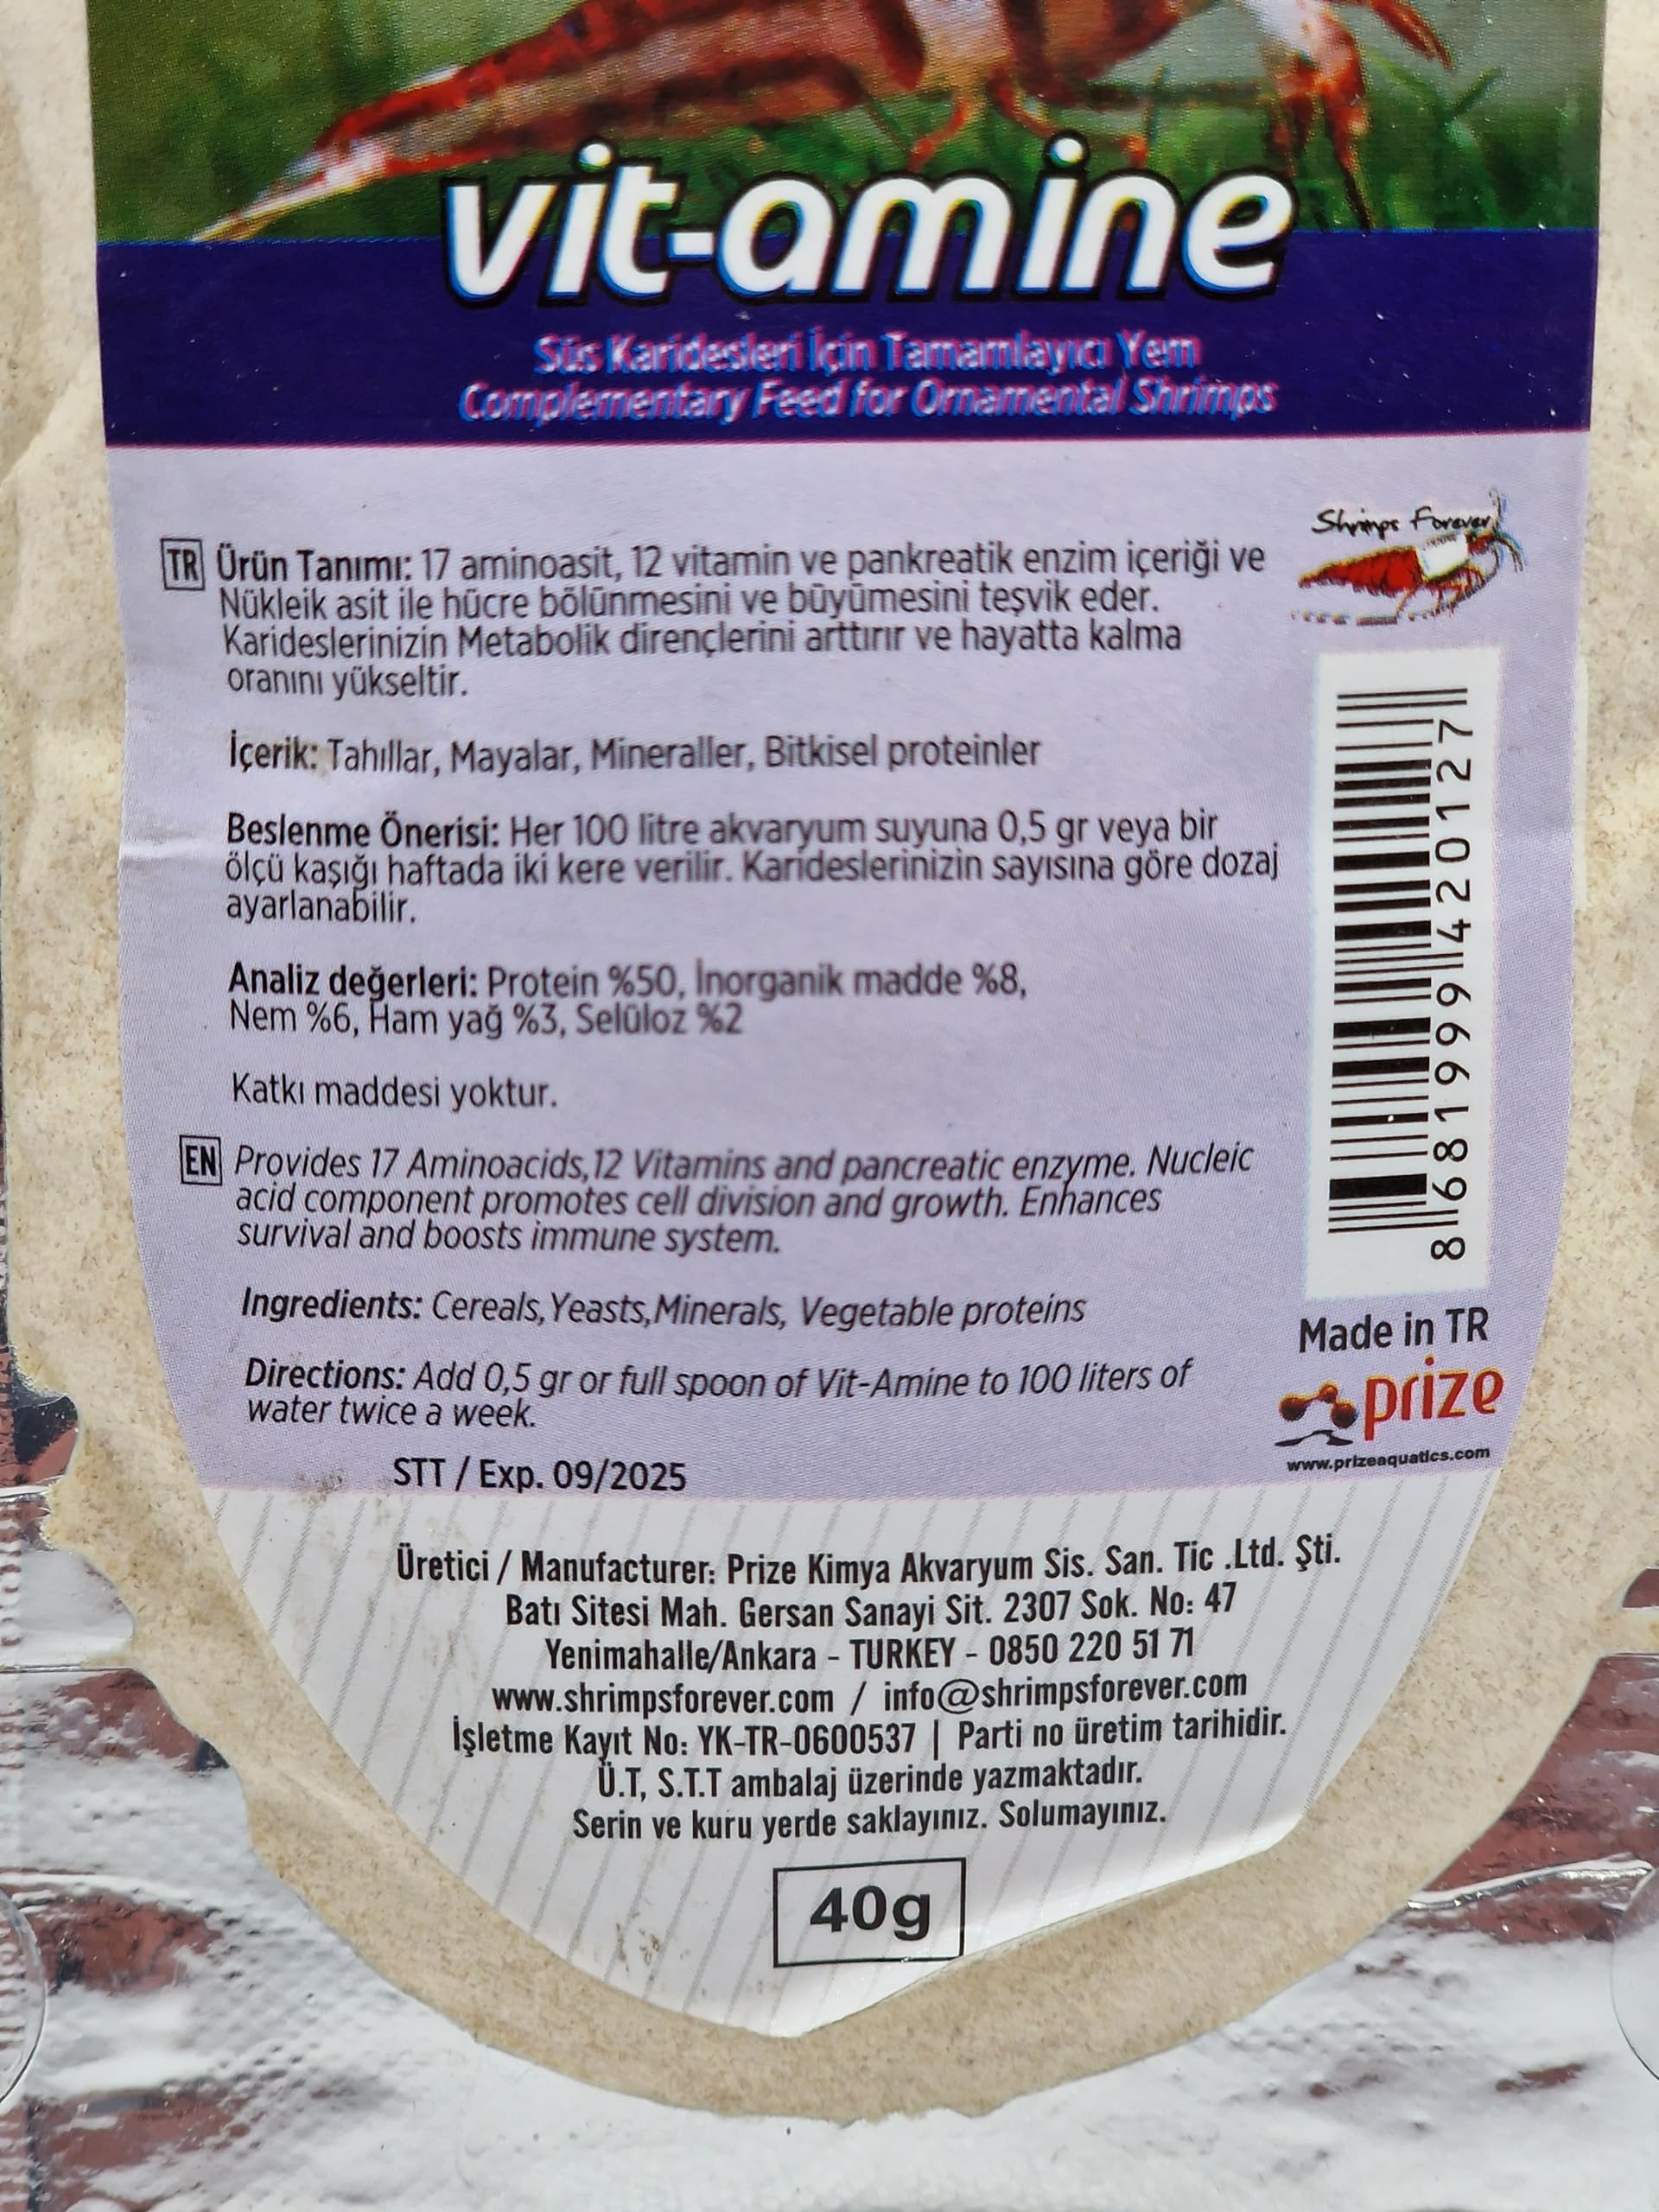 vit-amine
Süs Karidesleri İçin Tamamlayıcı Yem
Complementary Feed for Ornamental Shrimps
Shrimps Forever
TR Ürün Tanımı: 17 aminoasit, 12 vitamin ve pankreatik enzim içeriği ve
Nükleik asit ile hücre bölünmesini ve büyümesini teşvik eder.
Karideslerinizin Metabolik dirençlerini arttırır ve hayatta kalma
oranını yükseltir.
İçerik: Tahıllar, Mayalar, Mineraller, Bitkisel proteinler
Beslenme Önerisi: Her 100 litre akvaryum suyuna 0,5 gr veya bir
ölçü kaşığı haftada iki kere verilir. Karideslerinizin sayısına göre dozaj
ayarlanabilir.
Analiz değerleri: Protein %50, İnorganik madde %8,
Nem %6, Ham yağ %3, Selüloz %2
Katkı maddesi yoktur.
EN Provides 17 Aminoacids,12 Vitamins and pancreatic enzyme. Nucleic
acid component promotes cell division and growth. Enhances
survival and boosts immune system.
Ingredients: Cereals,Yeasts,Minerals, Vegetable proteins
Directions: Add 0,5 gr or full spoon of Vit-Amine to 100 liters of
water twice a week.
STT / Exp. 09/2025
8 681999 420127
Made in TR
prize
www.prizeaquatics.com
Üretici / Manufacturer: Prize Kimya Akvaryum Sis. San. Tic .Ltd. Şti.
Batı Sitesi Mah. Gersan Sanayi Sit. 2307 Sok. No: 47
Yenimahalle/Ankara - TURKEY - 0850 220 51 71
www.shrimpsforever.com / info@shrimpsforever.com
İşletme Kayıt No: YK-TR-0600537 | Parti no üretim tarihidir.
Ü.T, S.T.T ambalaj üzerinde yazmaktadır.
Serin ve kuru yerde saklayınız. Solumayınız.
40g